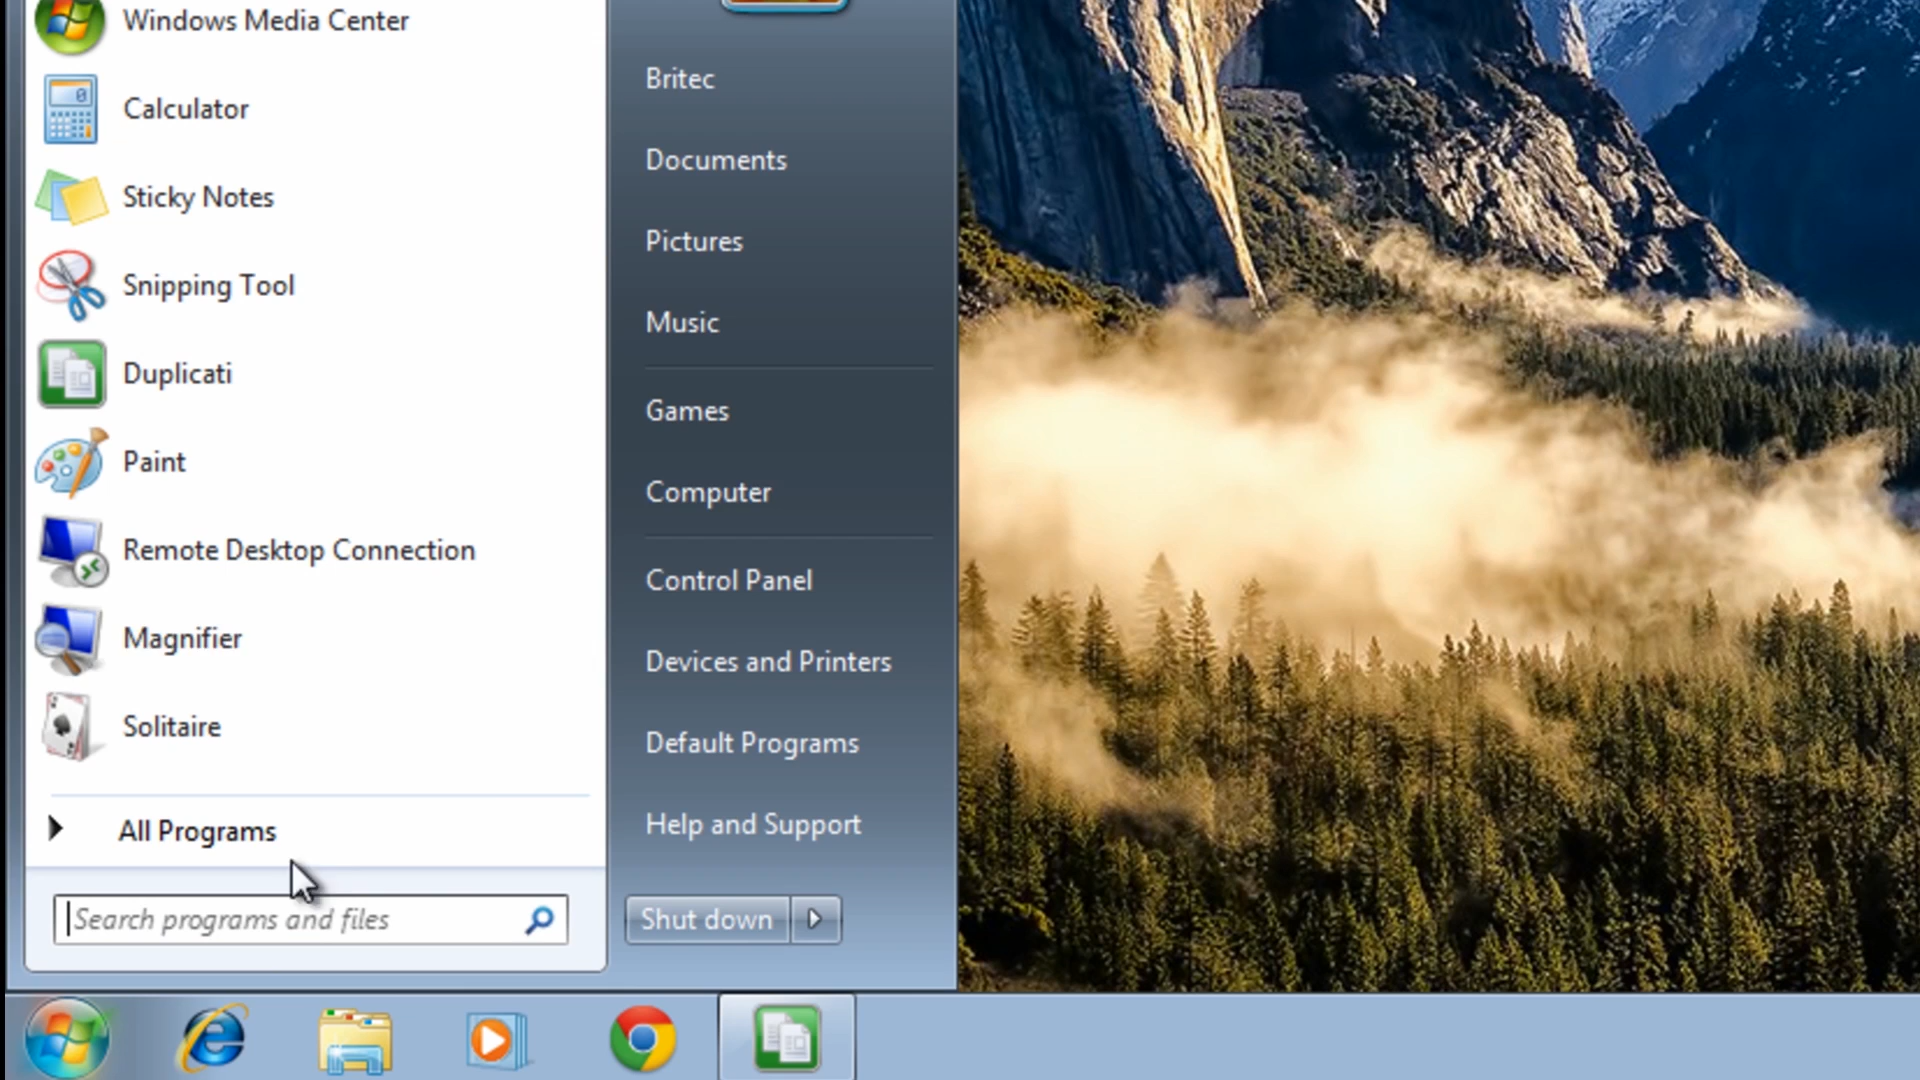 Windows Media Center
Calculator
Sticky Notes
Snipping Tool
Duplicati
Paint
Remote Desktop Connection
Magnifier
Solitaire
All Programs
Search programs and files
Britec
Documents
Pictures
Music
Games
Computer
Control Panel
Devices and Printers
Default Programs
Help and Support
Shut down